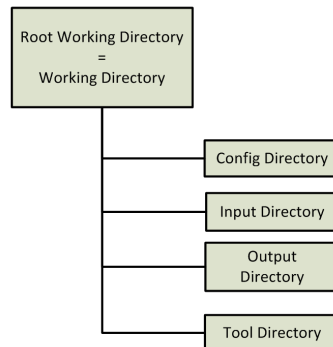 Root Working Directory
=
Working Directory
Config Directory
Input Directory
Output
Directory
Tool Directory